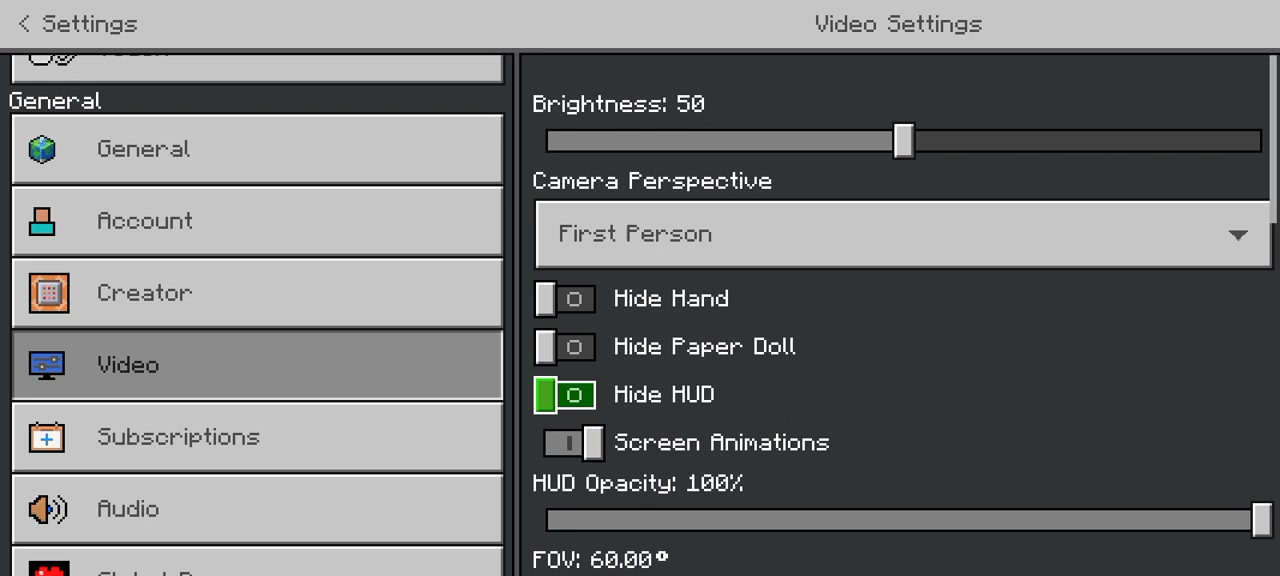 Settings
Video Settings
General
General
Account
Creator
Video
Subscriptions
Audio
Brightness: 50
Camera Perspective
First Person
Hide Hand
Hide Paper Doll
Hide HUD
Screen Animations
HUD Opacity: 100%
FOV: 60.00°